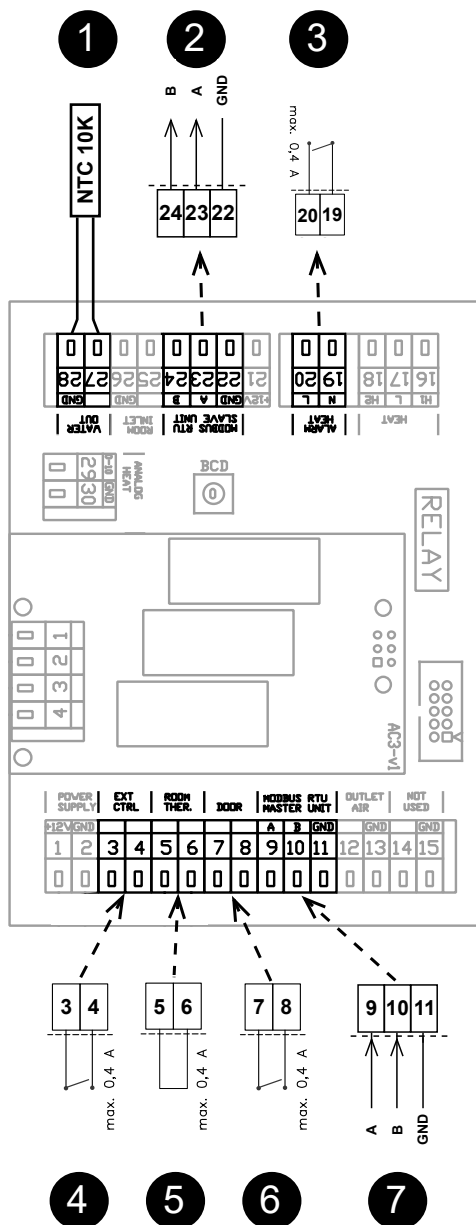 1 2 3
B A GND
max. 0,4 A
NTC 10K
24 23 22
20 19
28 27 26 25 24 23 22 21
20 19 18 17 16
GND GND B A GND +12V
L N H2 L H1
VATER OUT
ROOM INLET
MODBUS RTU SLAVE UNIT
ALARM HEAT
HEAT
29 30
0-10 GND
ANALOG HEAT
BCD
RELAY
1
2
3
4
AC3-v1
POWER SUPPLY
EXT CTRL
ROOM THER.
DOOR
MODBUS RTU MASTER UNIT
OUTLET AIR
NOT USED
+12V GND A B GND GND GND
1 2 3 4 5 6 7 8 9 10 11 12 13 14 15
3 4
5 6
7 8
9 10 11
max. 0,4 A
max. 0,4 A
max. 0,4 A
A B GND
4 5 6 7